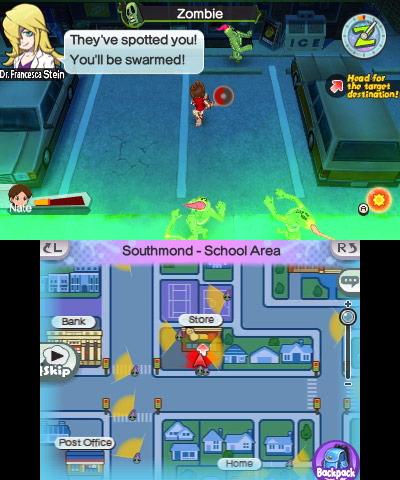 Zombie
They've spotted you!
You'll be swarmed!
Dr. Francesca Stein
ICE
Z
Head for
the target
destination!
Nate
A
L
Southmond - School Area
R
Bank
Store
Skip
+
-
Post Office
Home
Backpack